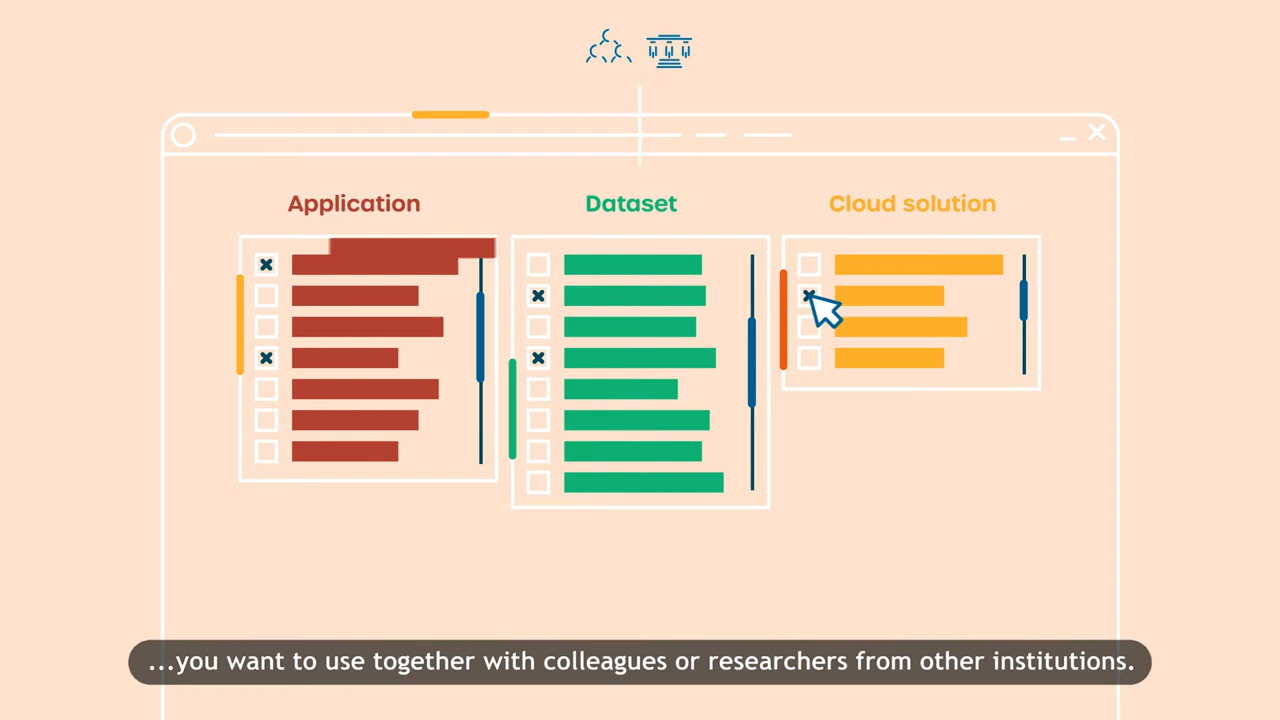 Application
Dataset
Cloud solution
...you want to use together with colleagues or researchers from other institutions.